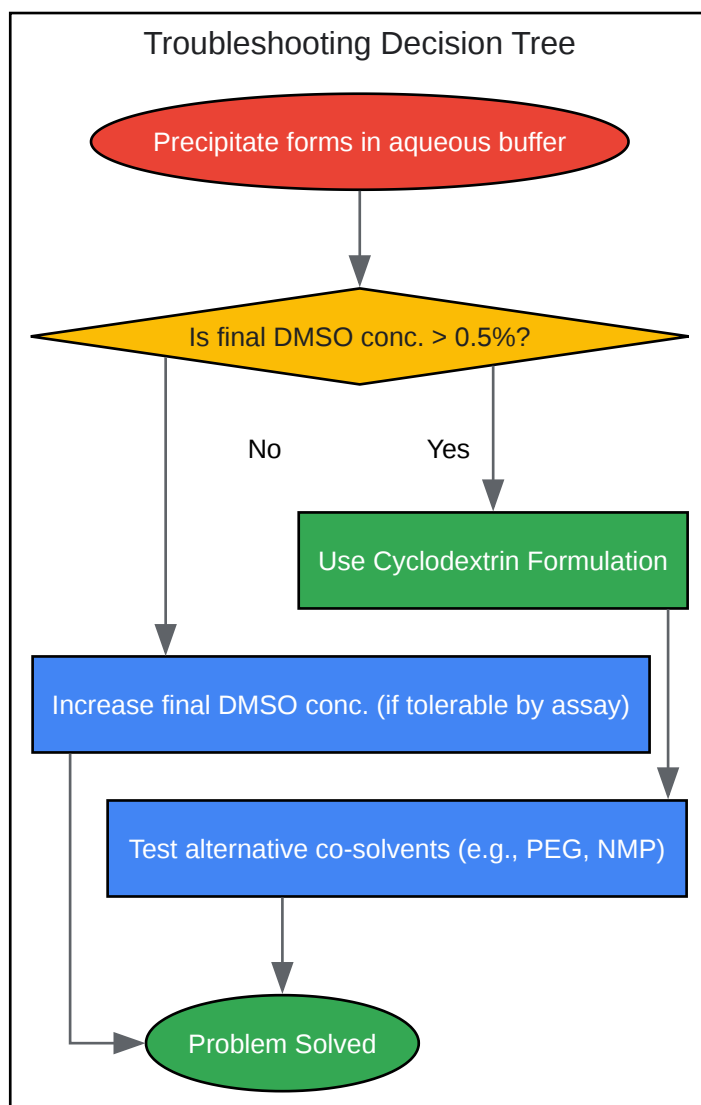 Troubleshooting Decision Tree
Precipitate forms in aqueous buffer
Is final DMSO conc. > 0.5%?
No
Yes
Use Cyclodextrin Formulation
Increase final DMSO conc. (if tolerable by assay)
Test alternative co-solvents (e.g., PEG, NMP)
Problem Solved